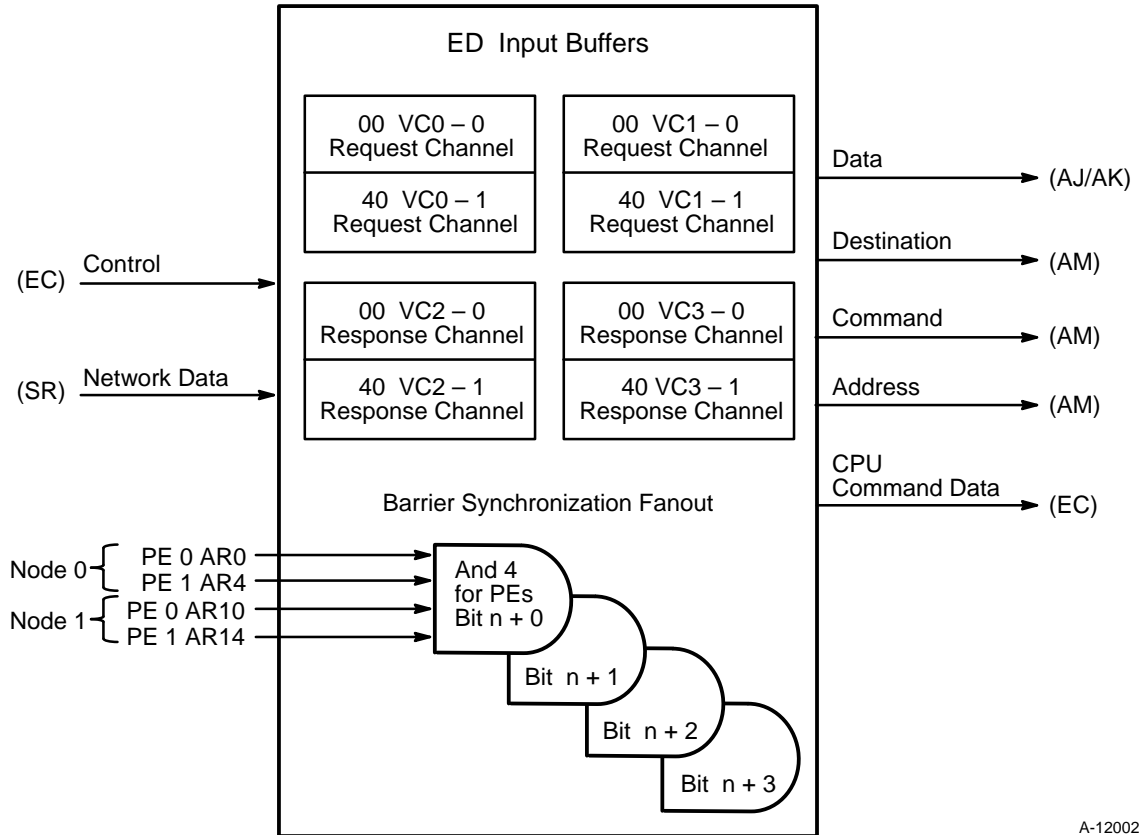 ED Input Buffers
00 VC0 – 0
Request Channel
40 VC0 – 1
Request Channel
00 VC1 – 0
Request Channel
40 VC1 – 1
Request Channel
00 VC2 – 0
Response Channel
40 VC2 – 1
Response Channel
00 VC3 – 0
Response Channel
40 VC3 – 1
Response Channel
(EC) Control
(SR) Network Data
Data (AJ/AK)
Destination (AM)
Command (AM)
Address (AM)
CPU
Command Data (EC)
Barrier Synchronization Fanout
Node 0
PE 0 AR0
PE 1 AR4
Node 1
PE 0 AR10
PE 1 AR14
And 4
for PEs
Bit n + 0
Bit n + 1
Bit n + 2
Bit n + 3
A-12002